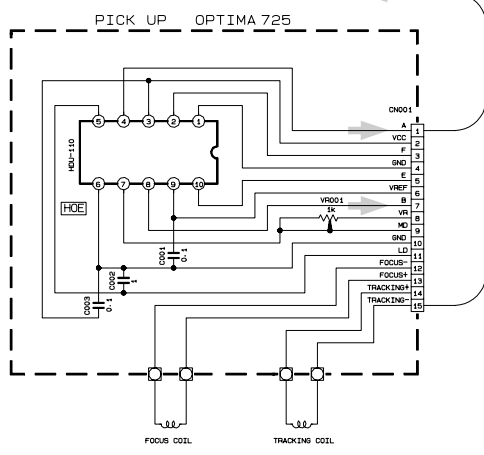 PICK UP OPTIMA 725
CN001
A 1
VCC 2
F 3
GND 4
E 5
VREF 6
B 7
VR 8
MD 9
GND 10
LD 11
FOCUS- 12
FOCUS+ 13
TRACKING+ 14
TRACKING- 15
5 4 3 2 1
HDU-110
6 7 8 9 10
HOE
VR001
1k
C001
0.1
C002
1
C003
0.1
FOCUS COIL
TRACKING COIL